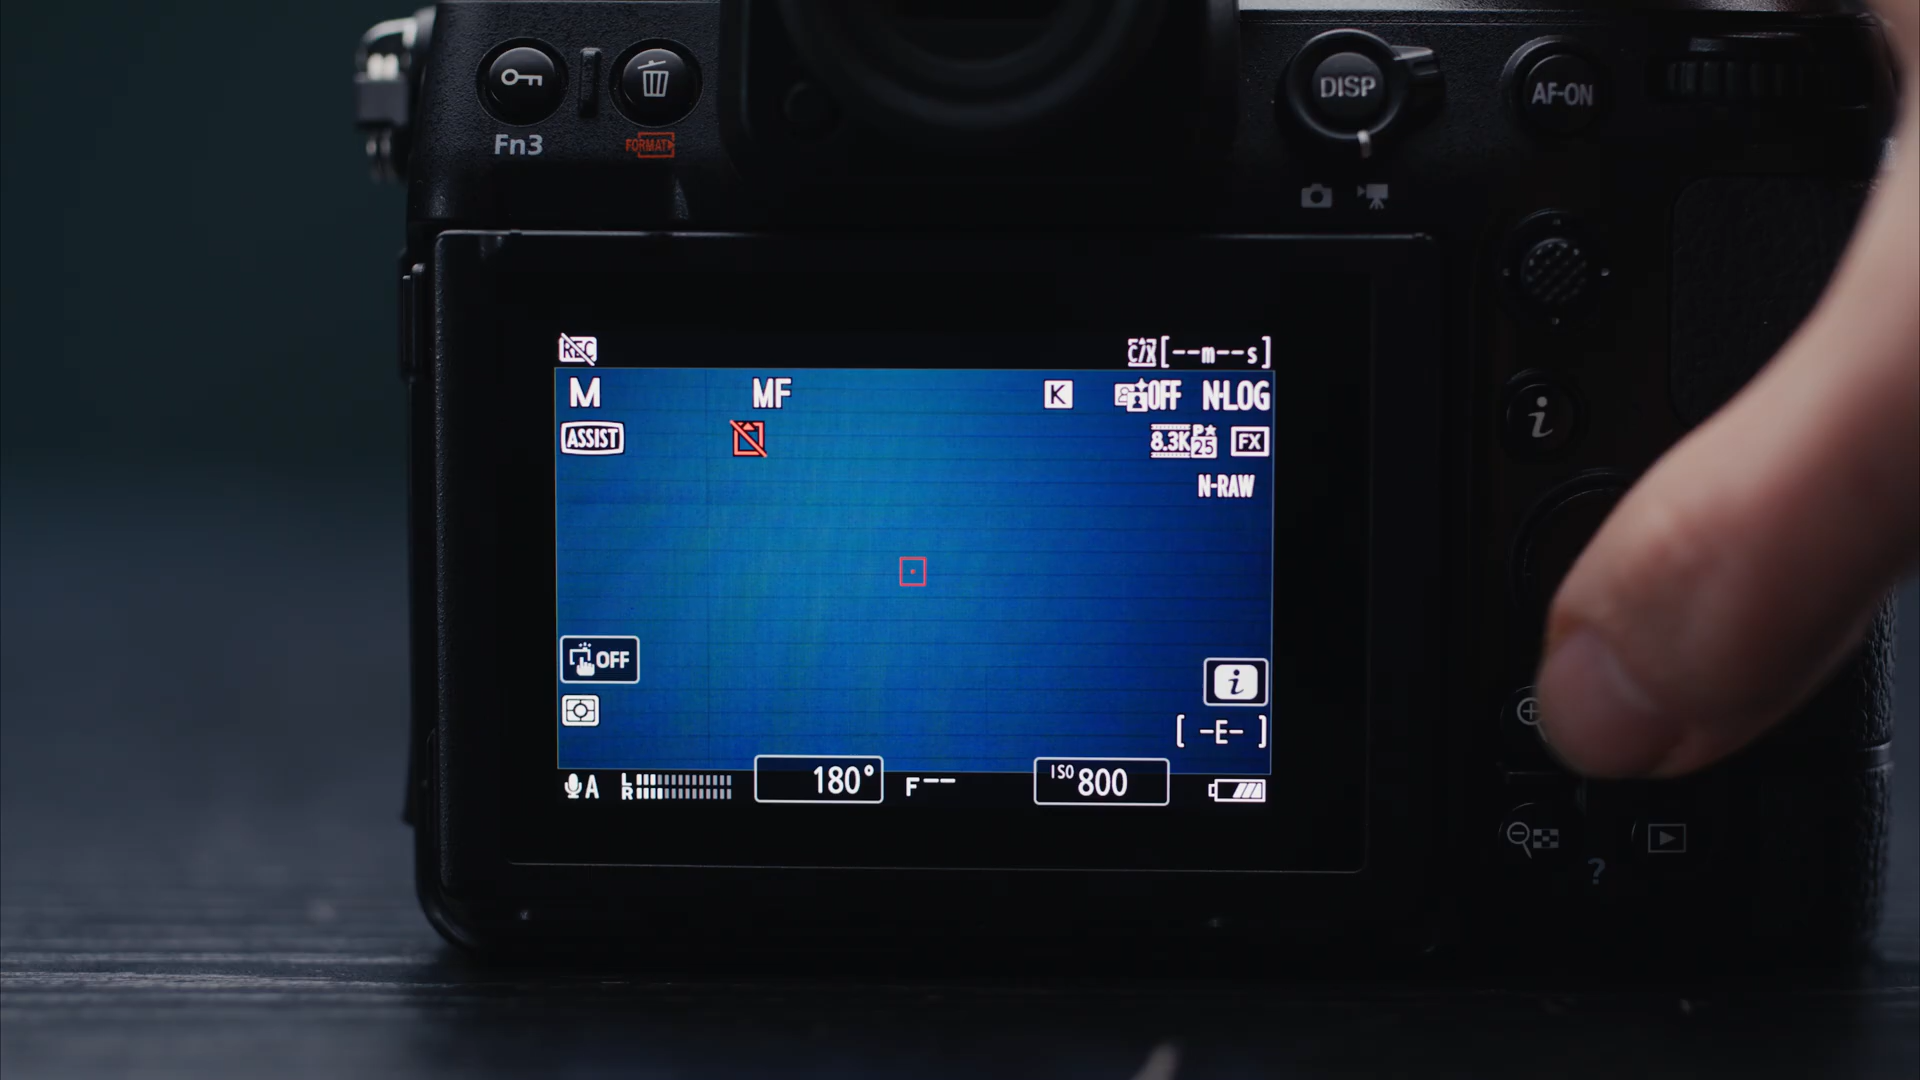 DISP
AF-ON
Fn3
FORMAT
REC
[--m--s]
M
MF
K
OFF
N-LOG
ASSIST
8.3K
25
FX
i
N-RAW
OFF
i
[ -E- ]
A
L
R
180°
F--
ISO 800
?